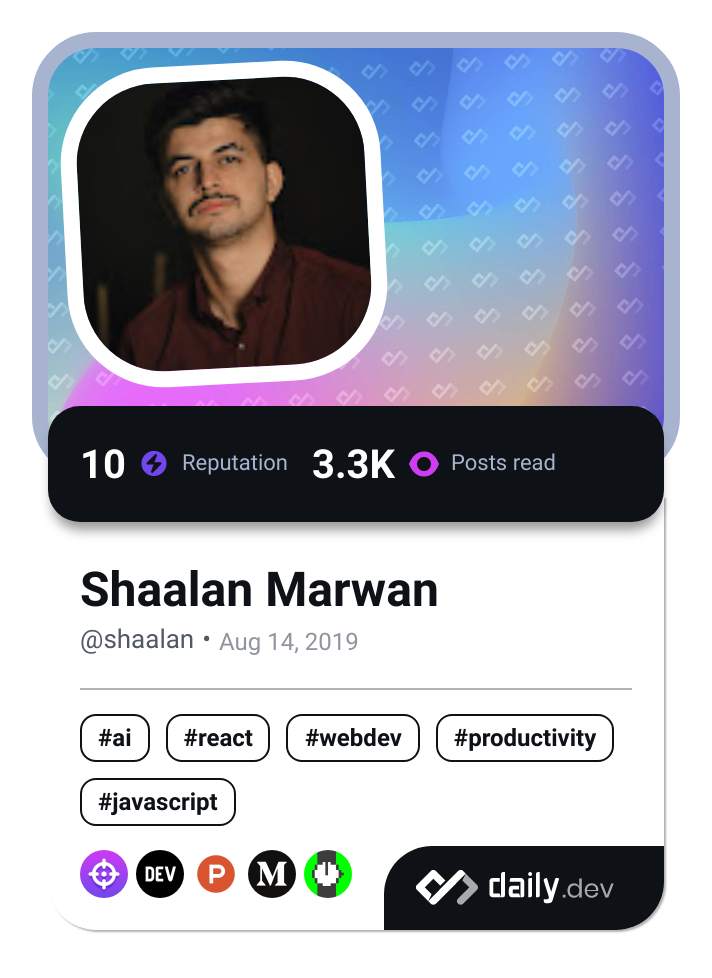 10 Reputation 3.3K Posts read
Shaalan Marwan
@shaalan • Aug 14, 2019
#ai #react #webdev #productivity
#javascript
DEV P M
daily.dev